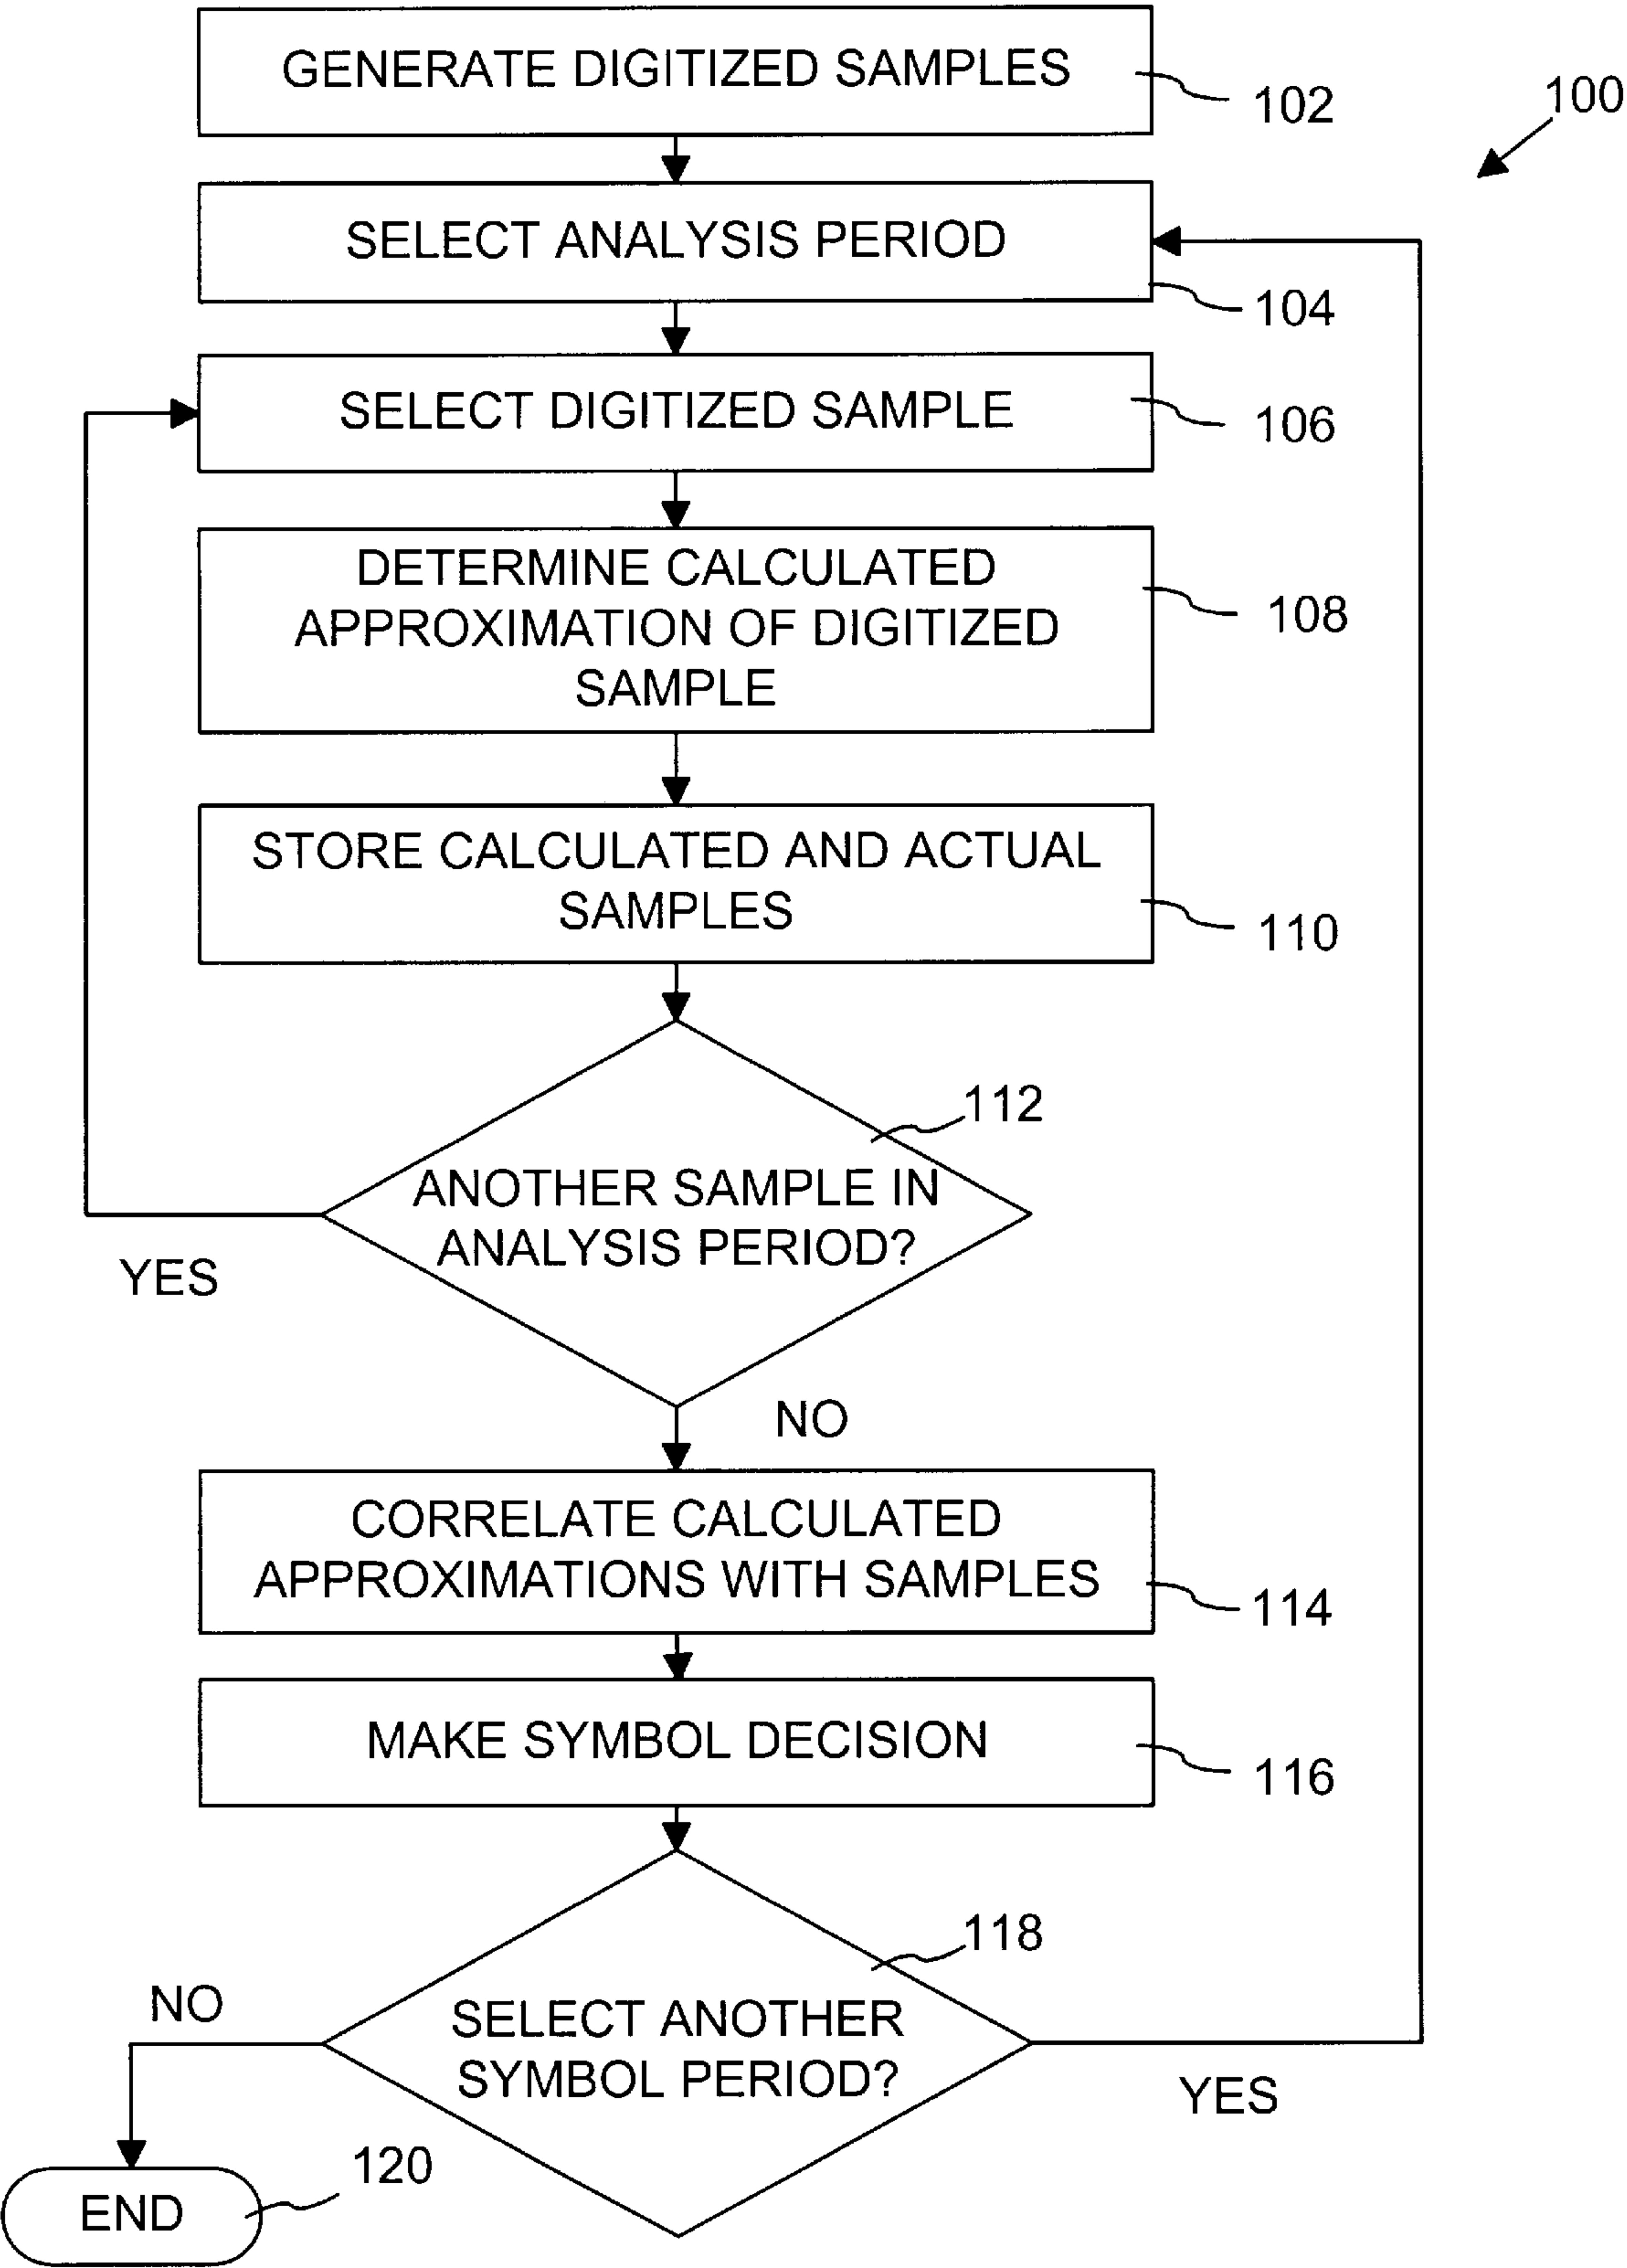 GENERATE DIGITIZED SAMPLES
102
100
SELECT ANALYSIS PERIOD
104
SELECT DIGITIZED SAMPLE
106
DETERMINE CALCULATED
APPROXIMATION OF DIGITIZED
SAMPLE
108
STORE CALCULATED AND ACTUAL
SAMPLES
110
112
ANOTHER SAMPLE IN
ANALYSIS PERIOD?
YES
NO
CORRELATE CALCULATED
APPROXIMATIONS WITH SAMPLES
114
MAKE SYMBOL DECISION
116
118
NO
SELECT ANOTHER
SYMBOL PERIOD?
YES
120
END